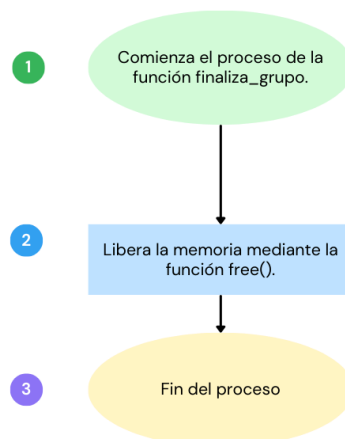 1
Comienza el proceso de la
función finaliza_grupo.
2
Libera la memoria mediante la
función free().
3
Fin del proceso